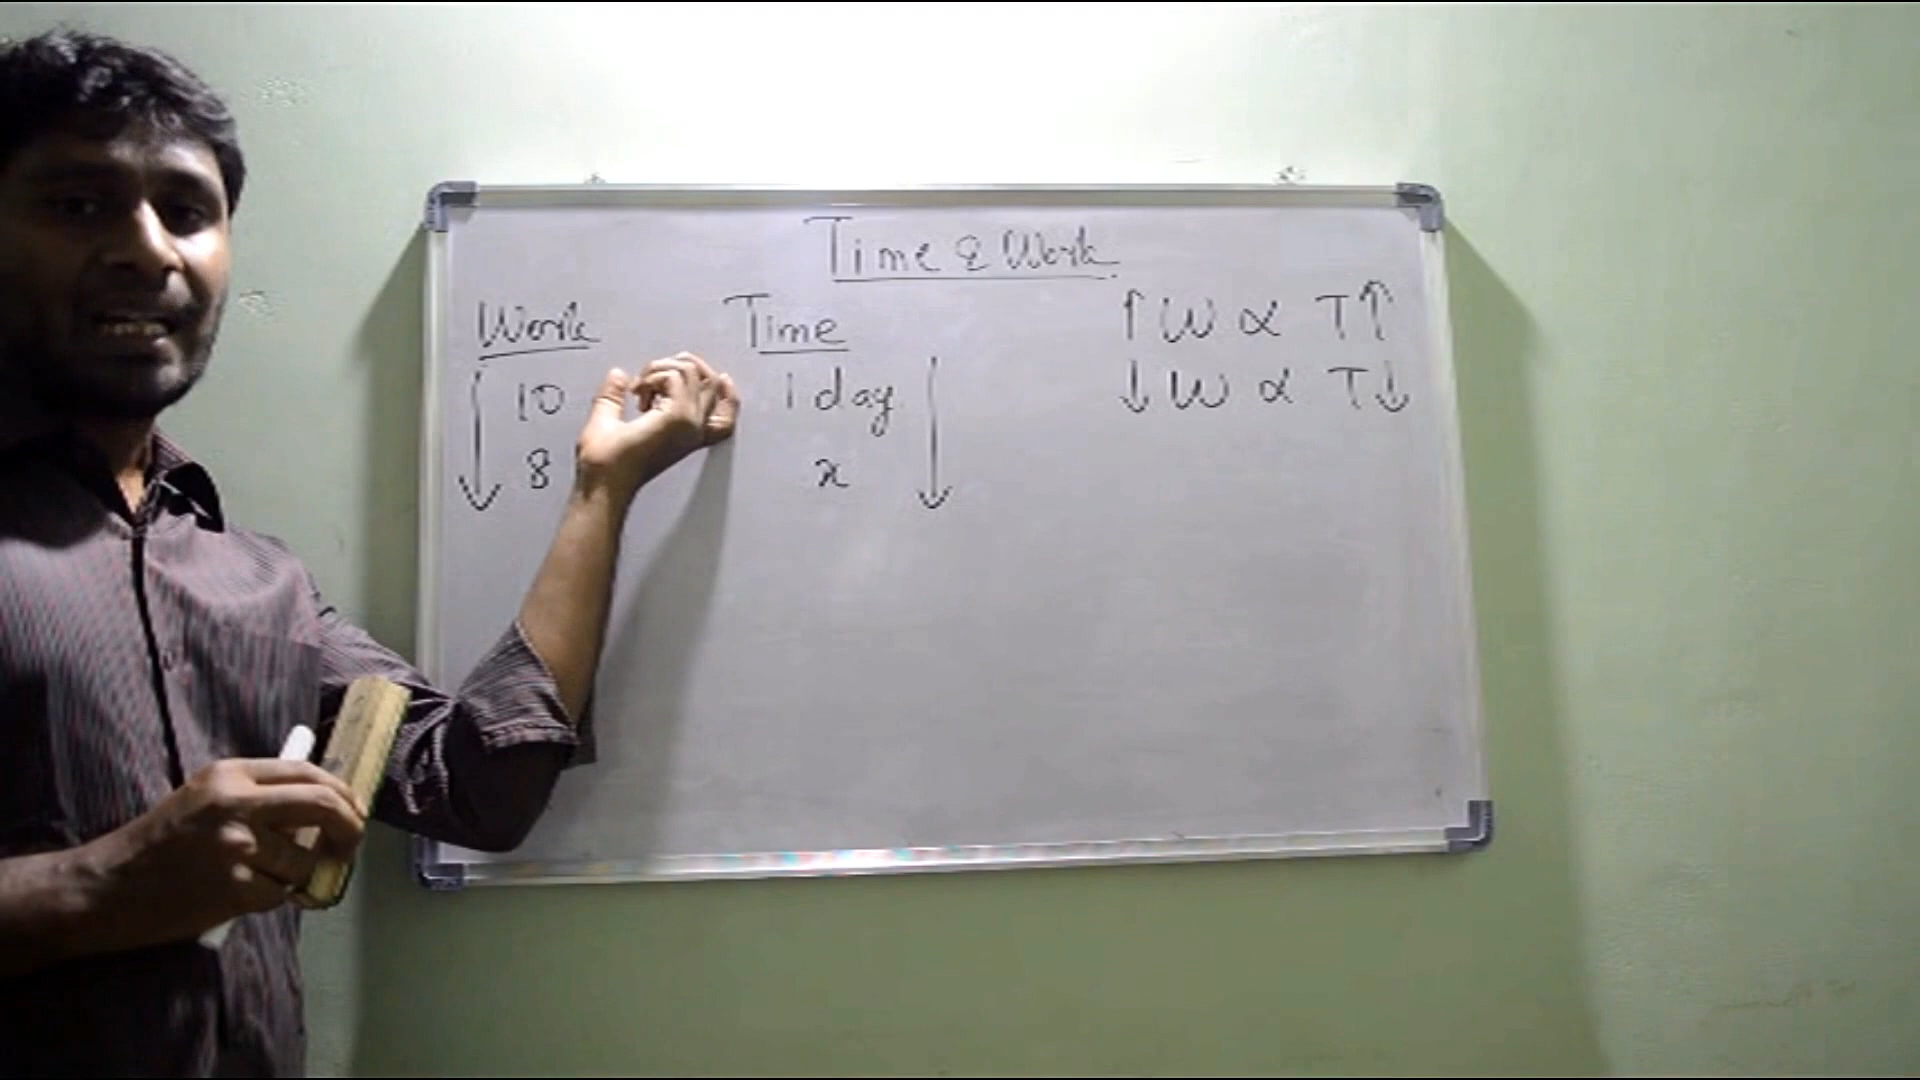 Time & Work
Work Time
10 1 day
8 x
↑ W ∝ T ↑
↓ W ∝ T ↓